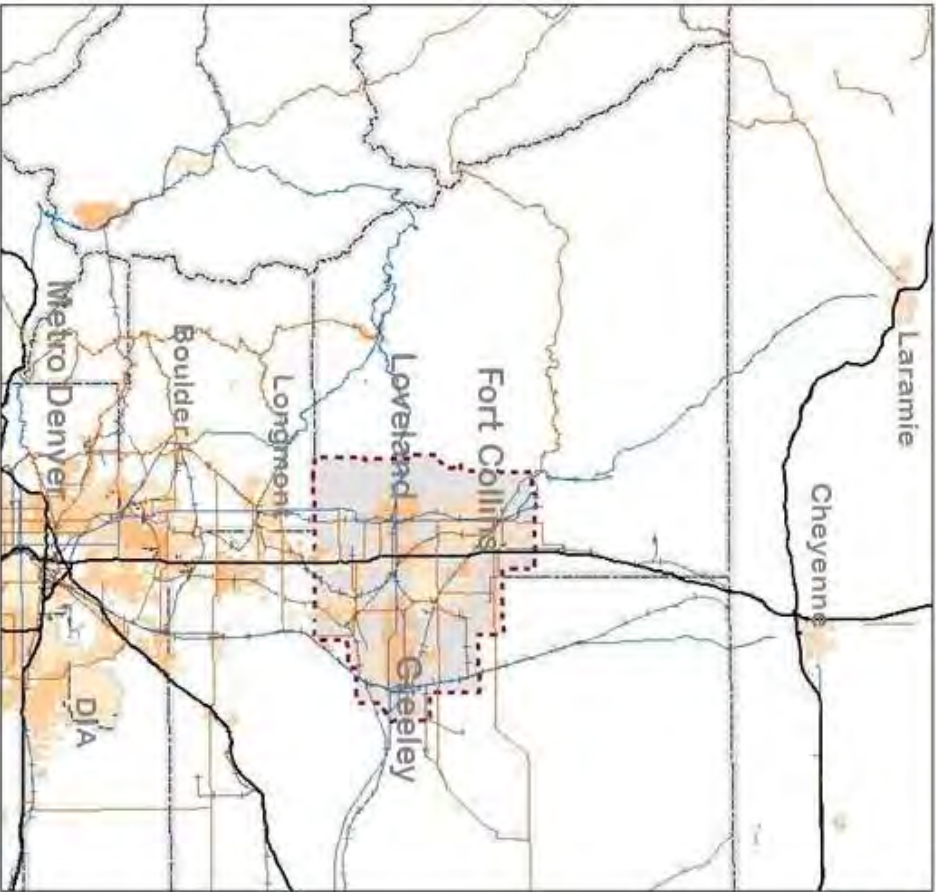 Laramie
Cheyenne
Fort Collins
Loveland
Greeley
Longmont
Boulder
Metro Denver
DIA